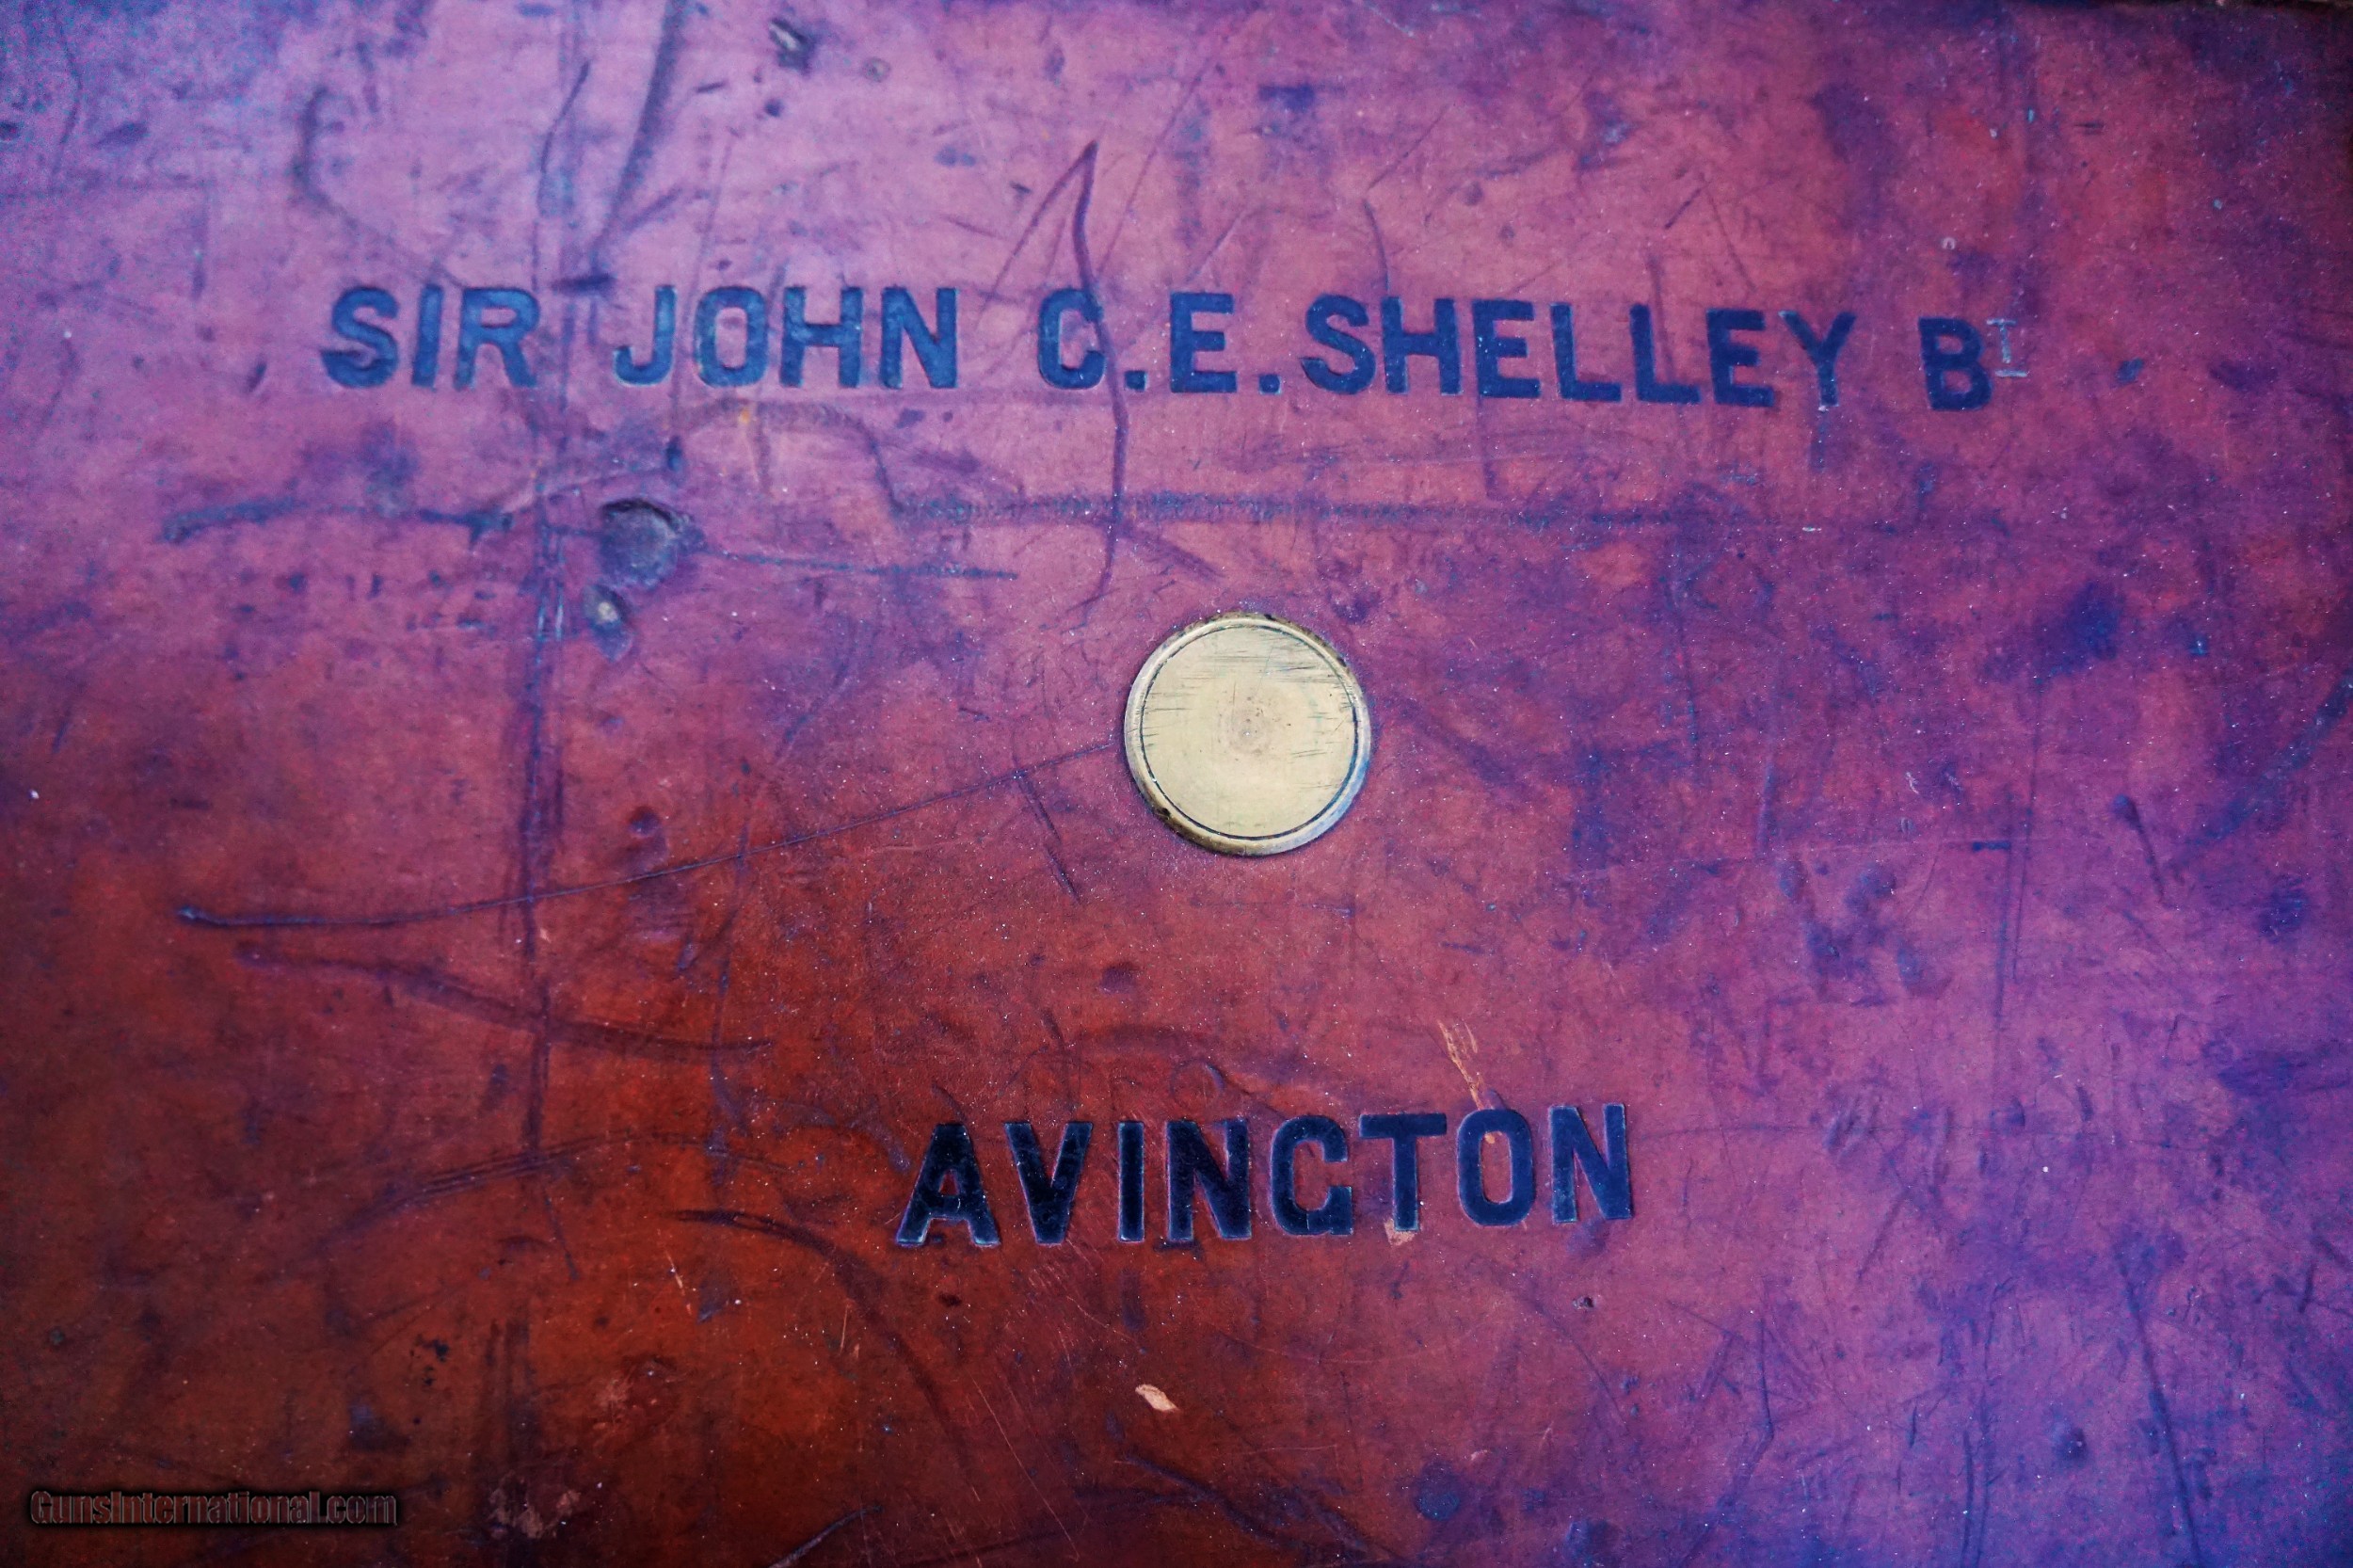 SIR JOHN C.E.SHELLEY BT
AVINGTON
GunsInternational.com